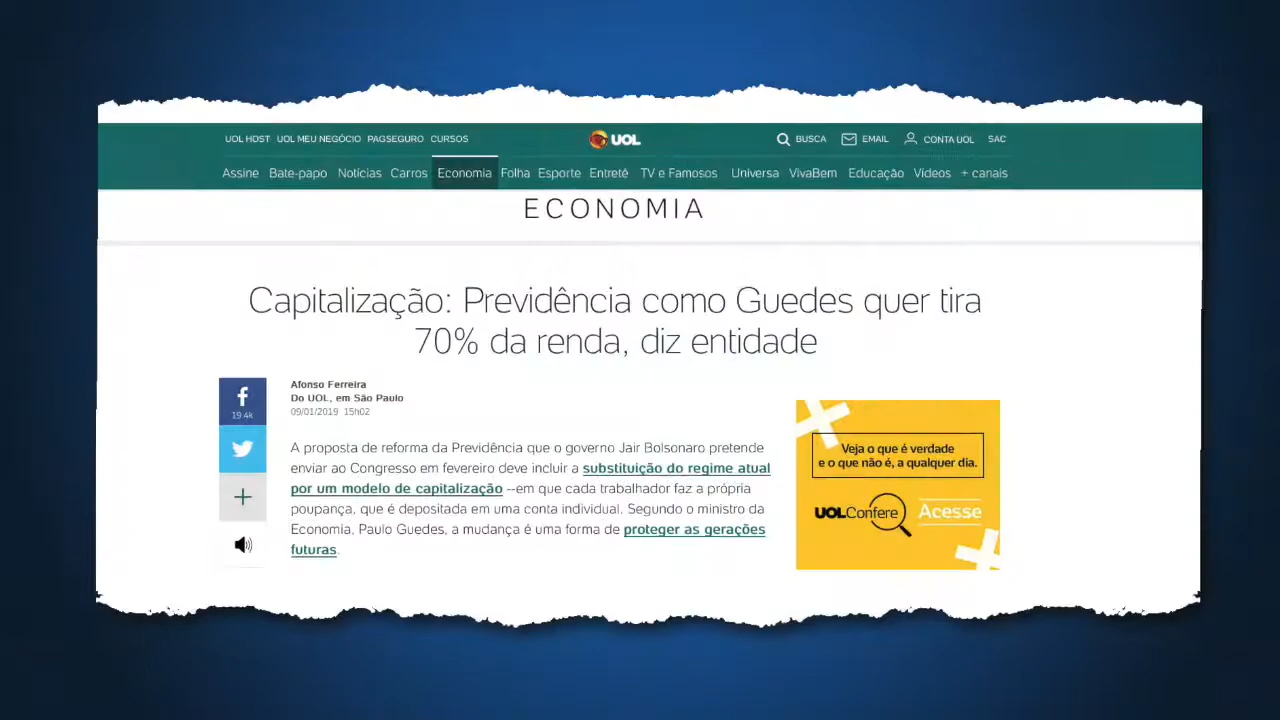 UOL HOST UOL MEU NEGÓCIO PAGSEGURO CURSOS
UOL
BUSCA EMAIL CONTA UOL SAC
Assine Bate-papo Notícias Carros Economia Folha Esporte Entretê TV e Famosos Universa VivaBem Educação Vídeos + canais
ECONOMIA
Capitalização: Previdência como Guedes quer tira
70% da renda, diz entidade
19.4k
Afonso Ferreira
Do UOL, em São Paulo
09/01/2019 15h02
A proposta de reforma da Previdência que o governo Jair Bolsonaro pretende
enviar ao Congresso em fevereiro deve incluir a substituição do regime atual
por um modelo de capitalização --em que cada trabalhador faz a própria
poupança, que é depositada em uma conta individual. Segundo o ministro da
Economia, Paulo Guedes, a mudança é uma forma de proteger as gerações
futuras.
Veja o que é verdade
e o que não é, a qualquer dia.
UOLConfere Acesse